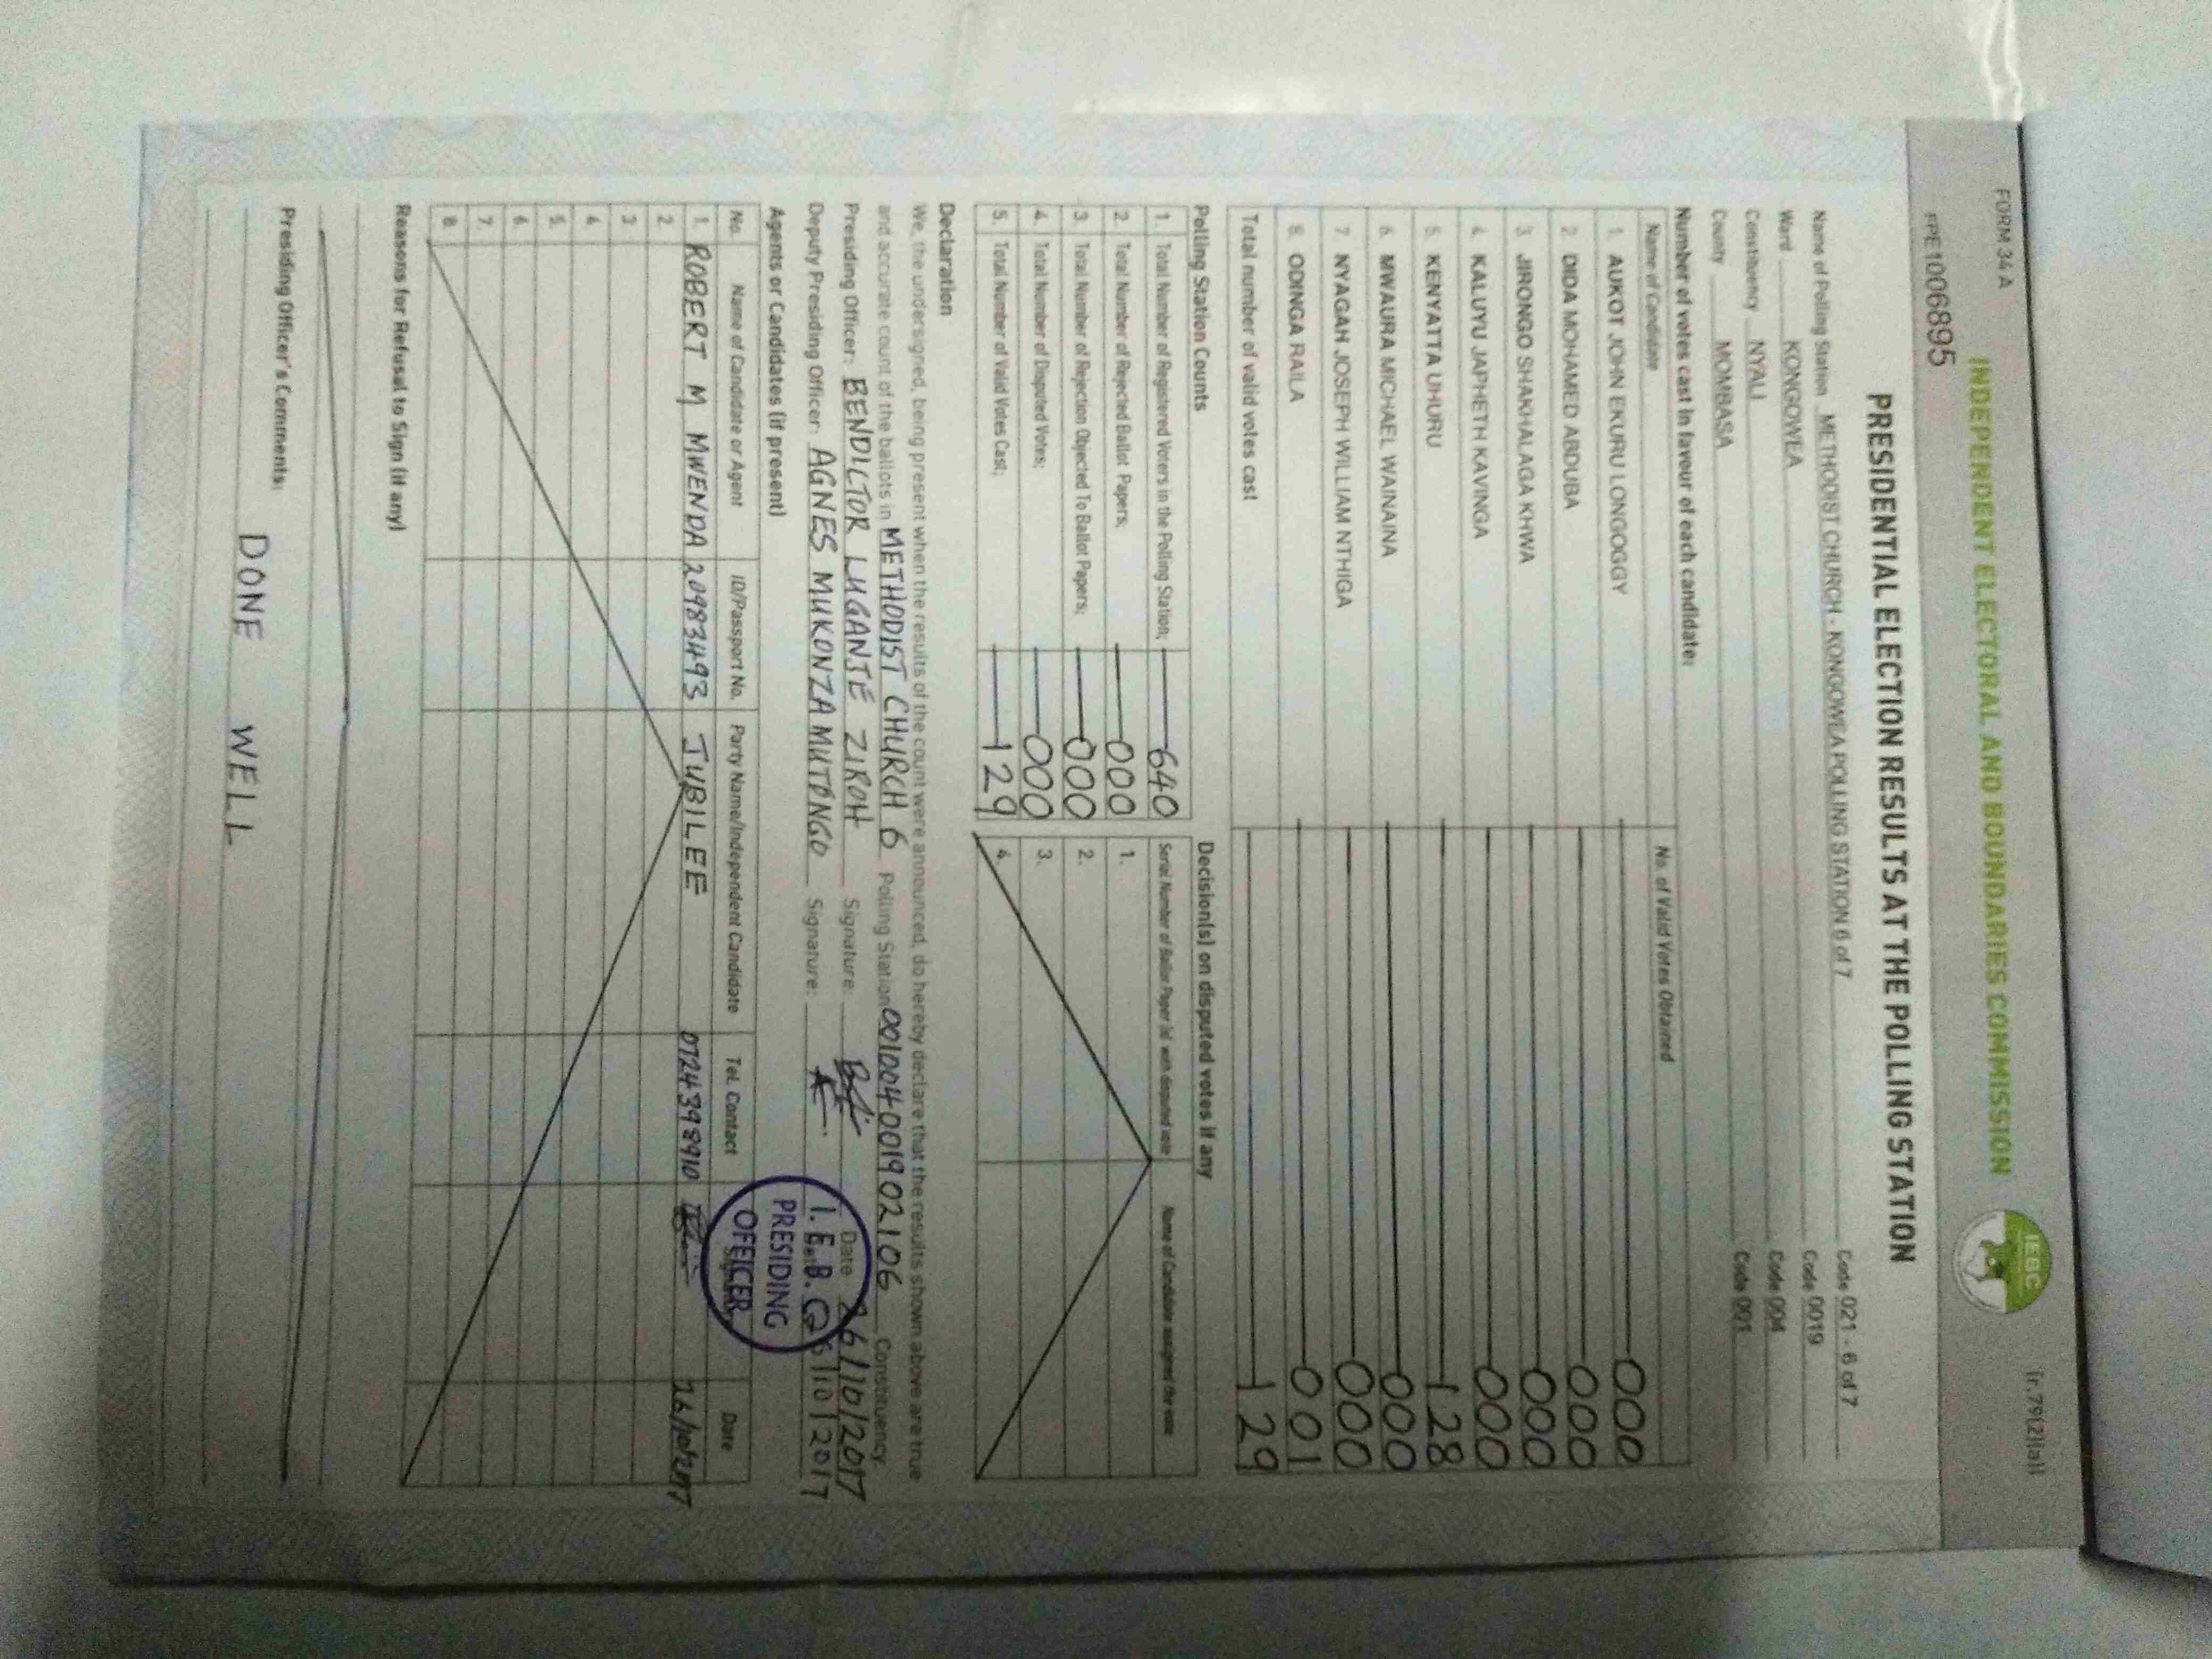 FORM 34A
[r.79(2)(a)]
INDEPENDENT ELECTORAL AND BOUNDARIES COMMISSION
IEBC
PRE1006895
PRESIDENTIAL ELECTION RESULTS AT THE POLLING STATION
Name of Polling Station METHODIST CHURCH - KONGOWEA POLLING STATION 6 of 7 Code 021 - 6 of 7
Ward KONGOWEA Code 0019
Constituency NYALI Code 004
County MOMBASA Code 001
Number of votes cast in favour of each candidate:
Name of Candidate No. of Valid Votes Obtained
1. AUKOT JOHN EKURU LONGOGGY 000
2. DIDA MOHAMED ABDUBA 000
3. JIRONGO SHAKHALAGA KHWA 000
4. KALUYU JAPHETH KAVINGA 000
5. KENYATTA UHURU 128
6. MWAURA MICHAEL WAINAINA 000
7. NYAGAH JOSEPH WILLIAM NTHIGA 000
8. ODINGA RAILA 001
Total number of valid votes cast 129
Polling Station Counts
1. Total Number of Registered Voters in the Polling Station; 640
2. Total Number of Rejected Ballot Papers; 000
3. Total Number of Rejection Objected To Ballot Papers; 000
4. Total Number of Disputed Votes; 000
5. Total Number of Valid Votes Cast; 129
Decision(s) on disputed votes if any
Serial Number of Ballot Paper (s) with disputed vote Name of Candidate assigned the vote
1.
2.
3.
4.
Declaration
We, the undersigned, being present when the results of the count were announced, do hereby declare that the results shown above are true
and accurate count of the ballots in METHODIST CHURCH 6 Polling Station 001004001902106 Constituency.
Presiding Officer: BENDICTOR LUGANJE ZIROH Signature: Date 26/10/2017
Deputy Presiding Officer: AGNES MUKONZA MUTONGO Signature: 6/10/2017
I.E.B.C
PRESIDING
OFFICER
Agents or Candidates (if present)
No. Name of Candidate or Agent ID/Passport No. Party Name/Independent Candidate Tel. Contact Date
1. ROBERT M MWENDA 20983493 JUBILEE 0724398910 26/10/2017
2.
3
4
5.
6.
7.
8.
Reasons for Refusal to Sign (if any)
Presiding Officer's Comments:
DONE WELL